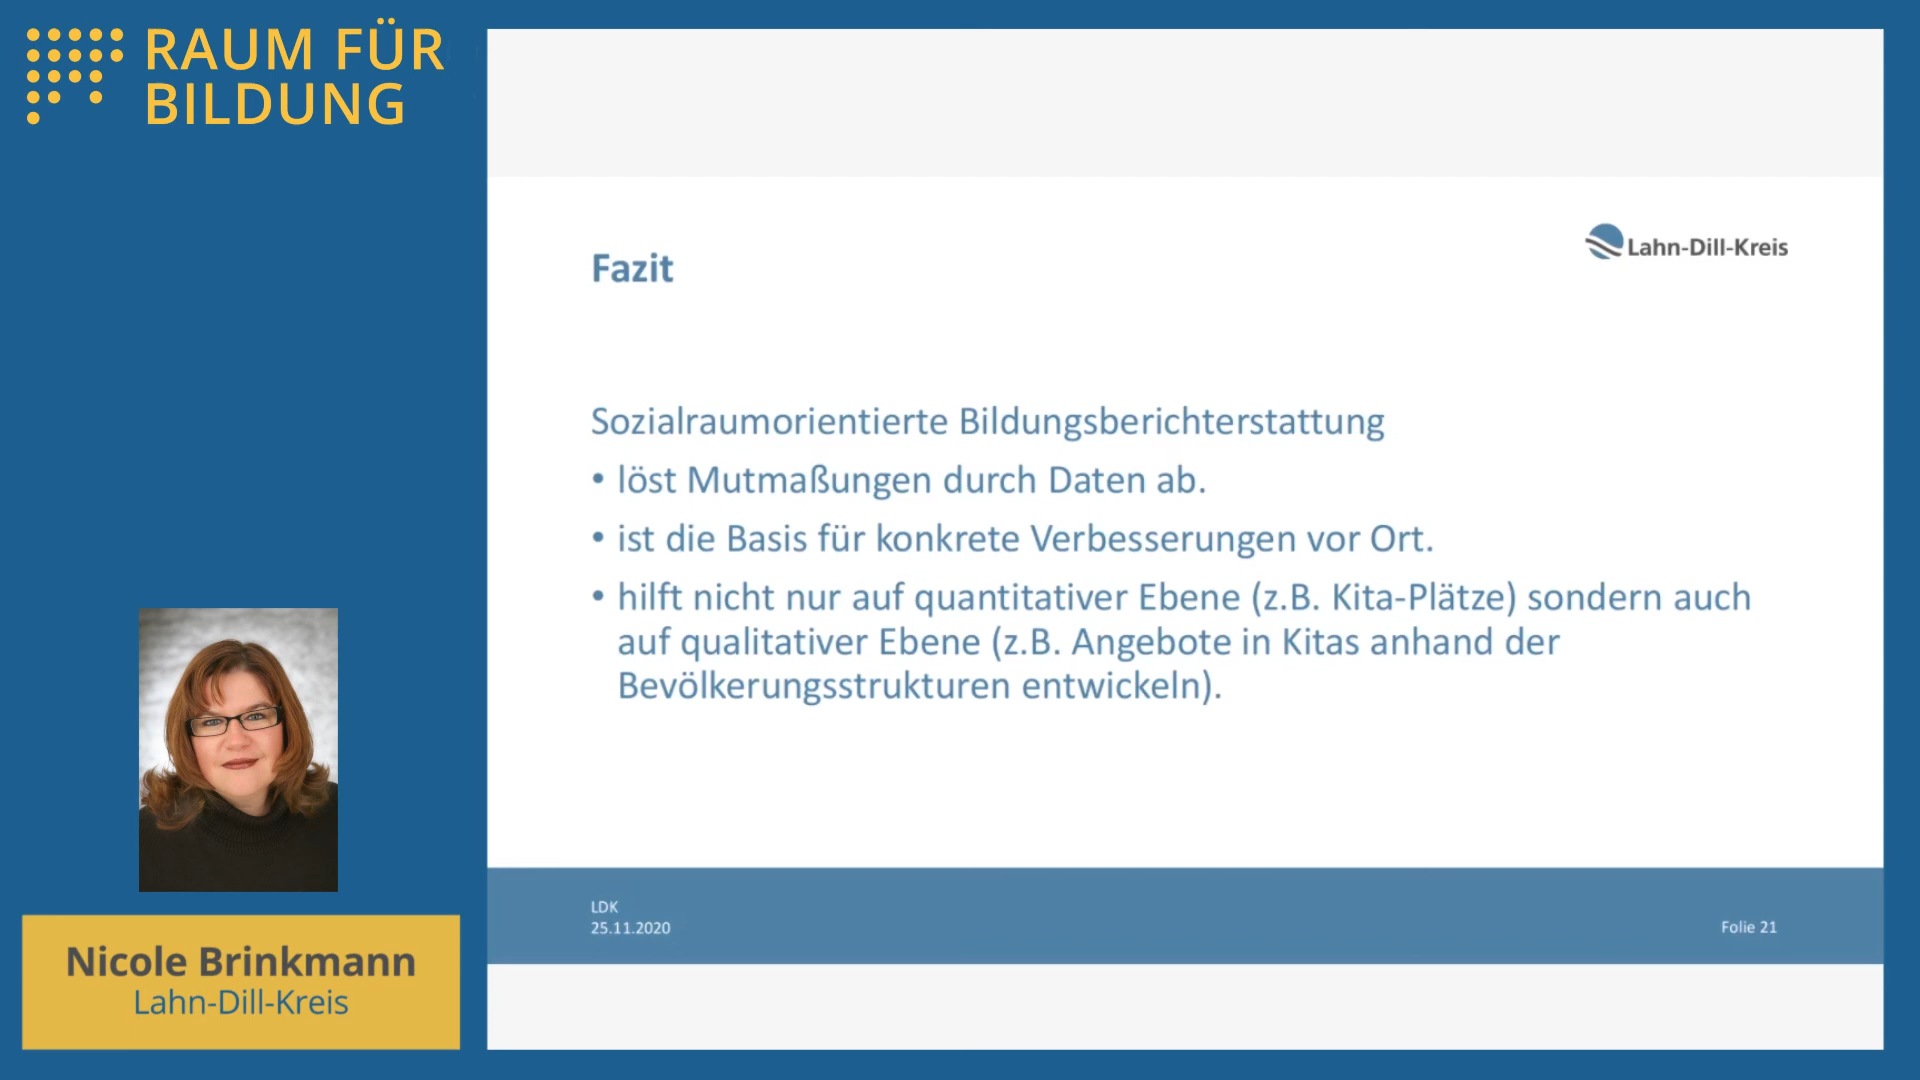 RAUM FÜR
BILDUNG
Lahn-Dill-Kreis
Fazit
Sozialraumorientierte Bildungsberichterstattung
• löst Mutmaßungen durch Daten ab.
• ist die Basis für konkrete Verbesserungen vor Ort.
• hilft nicht nur auf quantitativer Ebene (z.B. Kita-Plätze) sondern auch
auf qualitativer Ebene (z.B. Angebote in Kitas anhand der
Bevölkerungsstrukturen entwickeln).
LDK
25.11.2020
Folie 21
Nicole Brinkmann
Lahn-Dill-Kreis